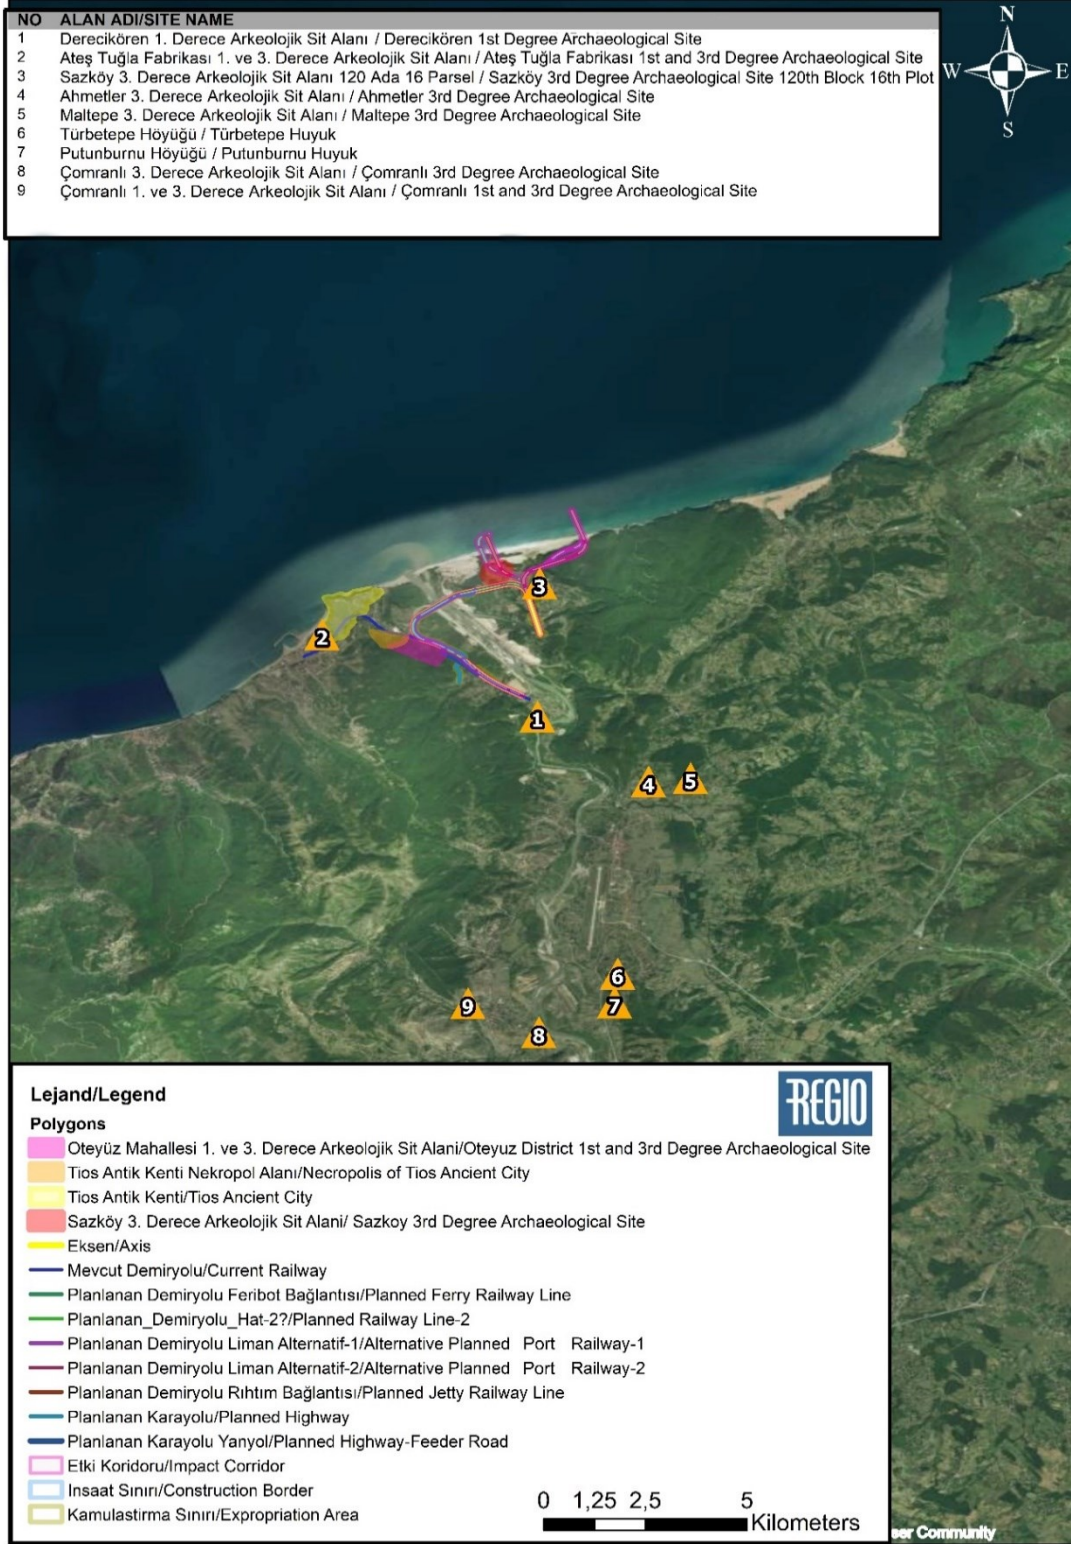 NO ALAN ADI/SITE NAME
1 Derecikören 1. Derece Arkeolojik Sit Alanı / Derecikören 1st Degree Archaeological Site
2 Ateş Tuğla Fabrikası 1. ve 3. Derece Arkeolojik Sit Alanı / Ateş Tuğla Fabrikası 1st and 3rd Degree Archaeological Site
3 Sazköy 3. Derece Arkeolojik Sit Alanı 120 Ada 16 Parsel / Sazköy 3rd Degree Archaeological Site 120th Block 16th Plot
4 Ahmetler 3. Derece Arkeolojik Sit Alanı / Ahmetler 3rd Degree Archaeological Site
5 Maltepe 3. Derece Arkeolojik Sit Alanı / Maltepe 3rd Degree Archaeological Site
6 Türbetepe Höyüğü / Türbetepe Huyuk
7 Putunburnu Höyüğü / Putunburnu Huyuk
8 Çomranlı 3. Derece Arkeolojik Sit Alanı / Çomranlı 3rd Degree Archaeological Site
9 Çomranlı 1. ve 3. Derece Arkeolojik Sit Alanı / Çomranlı 1st and 3rd Degree Archaeological Site
N
W E
S
3
2
1
4 5
6
9 7
8
Lejand/Legend
REGIO
Polygons
Oteyüz Mahallesi 1. ve 3. Derece Arkeolojik Sit Alani/Oteyuz District 1st and 3rd Degree Archaeological Site
Tios Antik Kenti Nekropol Alanı/Necropolis of Tios Ancient City
Tios Antik Kenti/Tios Ancient City
Sazköy 3. Derece Arkeolojik Sit Alani/ Sazkoy 3rd Degree Archaeological Site
Eksen/Axis
Mevcut Demiryolu/Current Railway
Planlanan Demiryolu Feribot Bağlantısı/Planned Ferry Railway Line
Planlanan_Demiryolu_Hat-2?/Planned Railway Line-2
Planlanan Demiryolu Liman Alternatif-1/Alternative Planned Port Railway-1
Planlanan Demiryolu Liman Alternatif-2/Alternative Planned Port Railway-2
Planlanan Demiryolu Rıhtım Bağlantısı/Planned Jetty Railway Line
Planlanan Karayolu/Planned Highway
Planlanan Karayolu Yanyol/Planned Highway-Feeder Road
Etki Koridoru/Impact Corridor
Insaat Sınırı/Construction Border
Kamulastirma Sınırı/Expropriation Area
0 1,25 2,5 5
Kilometers
ser Community